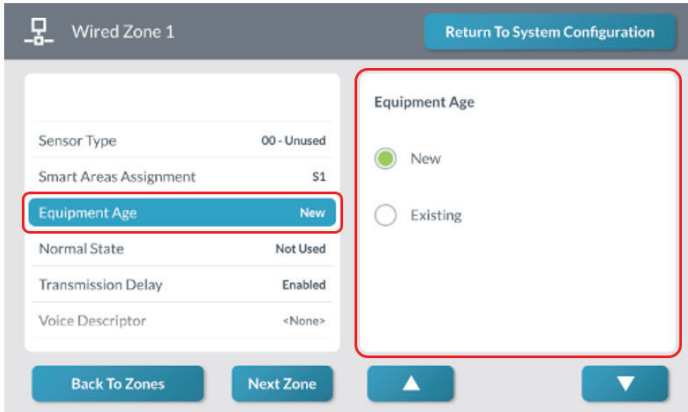 Wired Zone 1
Return To System Configuration
Sensor Type 00 - Unused
Smart Areas Assignment S1
Equipment Age New
Normal State Not Used
Transmission Delay Enabled
Voice Descriptor <None>
Equipment Age
New
Existing
Back To Zones
Next Zone